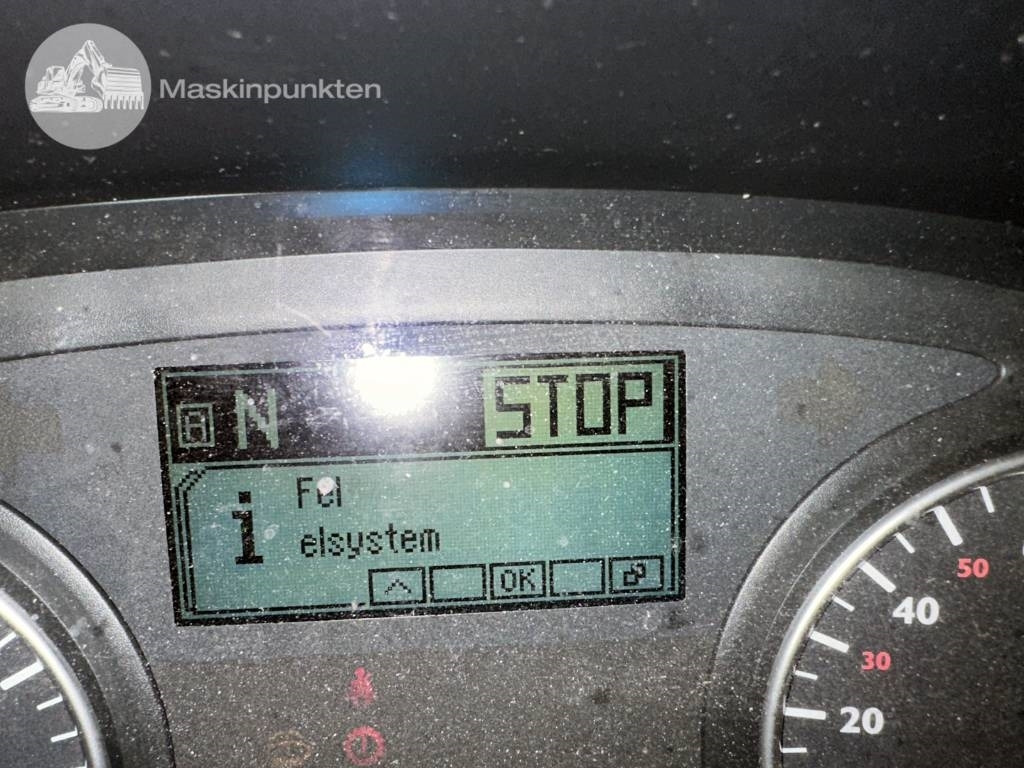 Maskinpunkten
A N
STOP
i
Fel
elsystem
OK
50
40
30
20